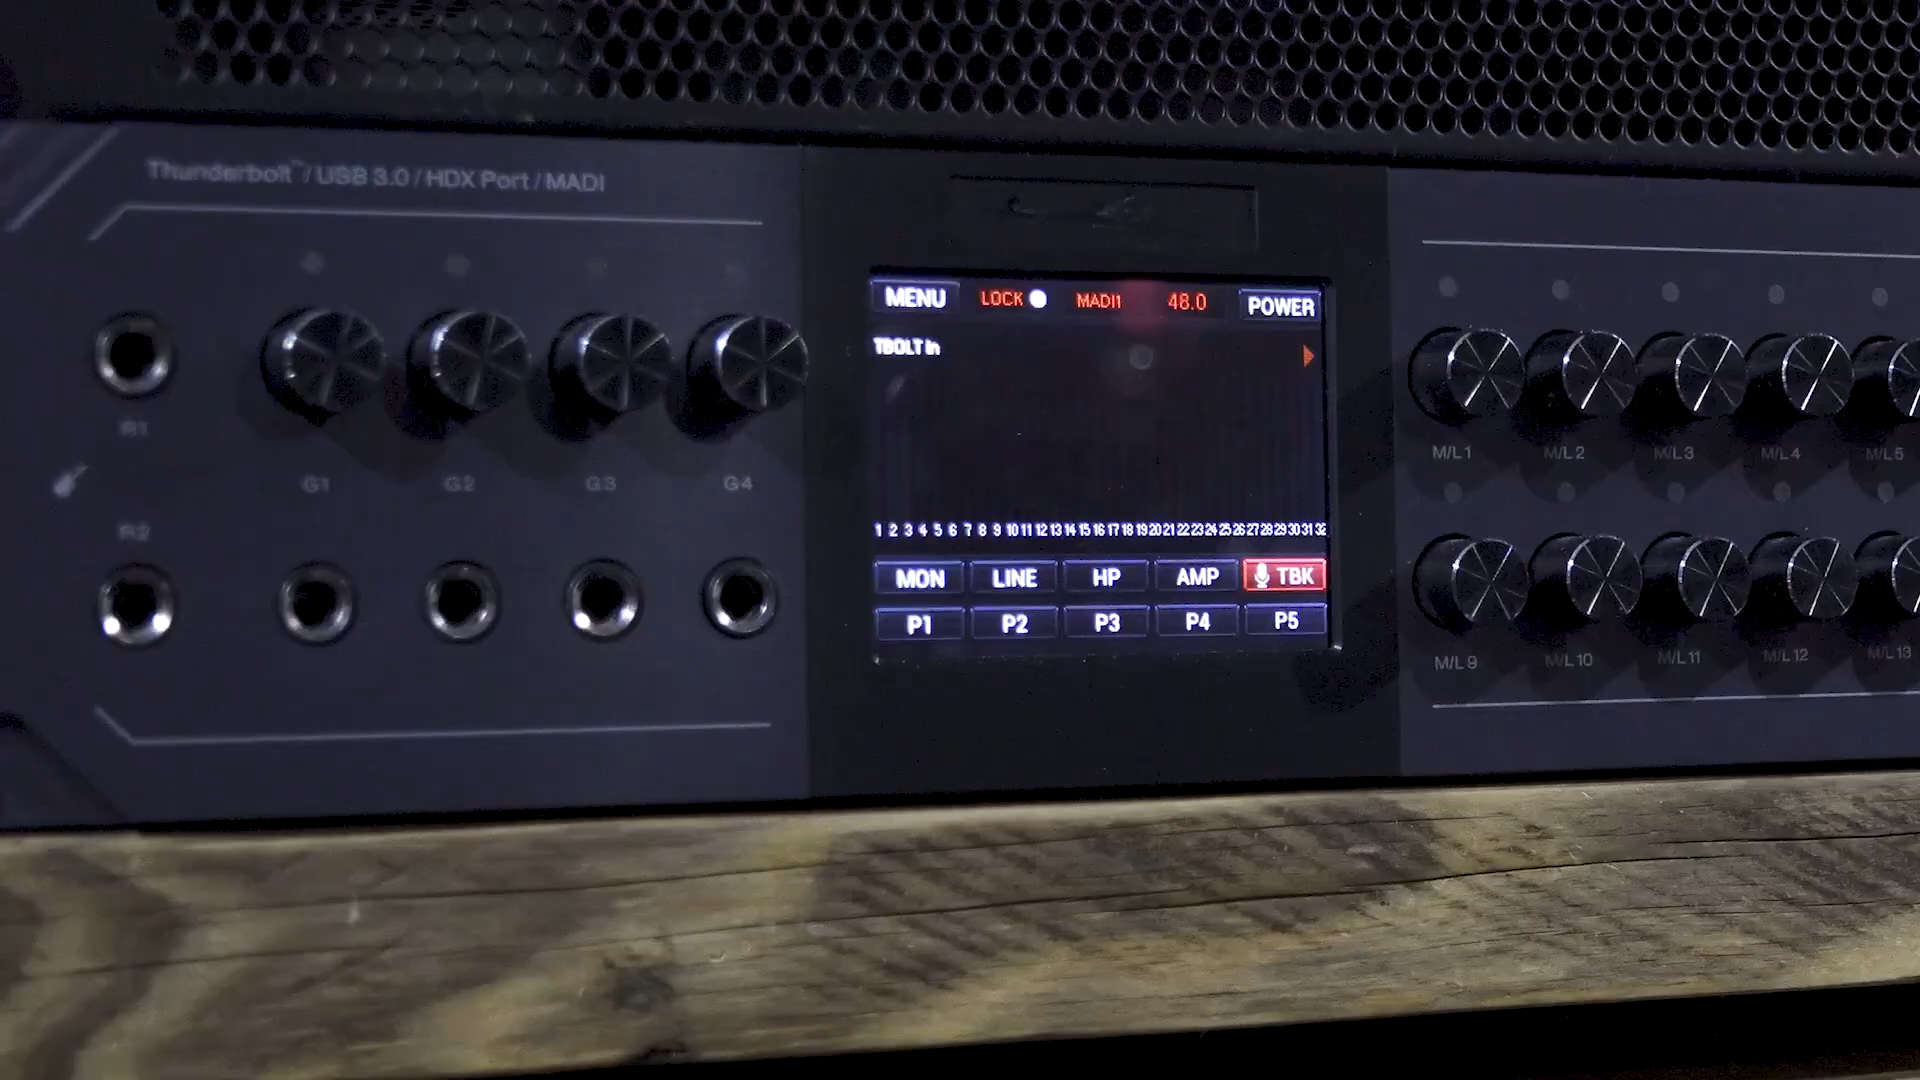 Thunderbolt™ / USB 3.0 / HDX Port / MADI
R1
G1 G2 G3 G4
R2
MENU LOCK MADI1 48.0 POWER
TBOLT In
1 2 3 4 5 6 7 8 9 10 11 12 13 14 15 16 17 18 19 20 21 22 23 24 25 26 27 28 29 30 31 32
MON LINE HP AMP TBK
P1 P2 P3 P4 P5
M/L 1 M/L 2 M/L 3 M/L 4 M/L 5
M/L 9 M/L 10 M/L 11 M/L 12 M/L 13